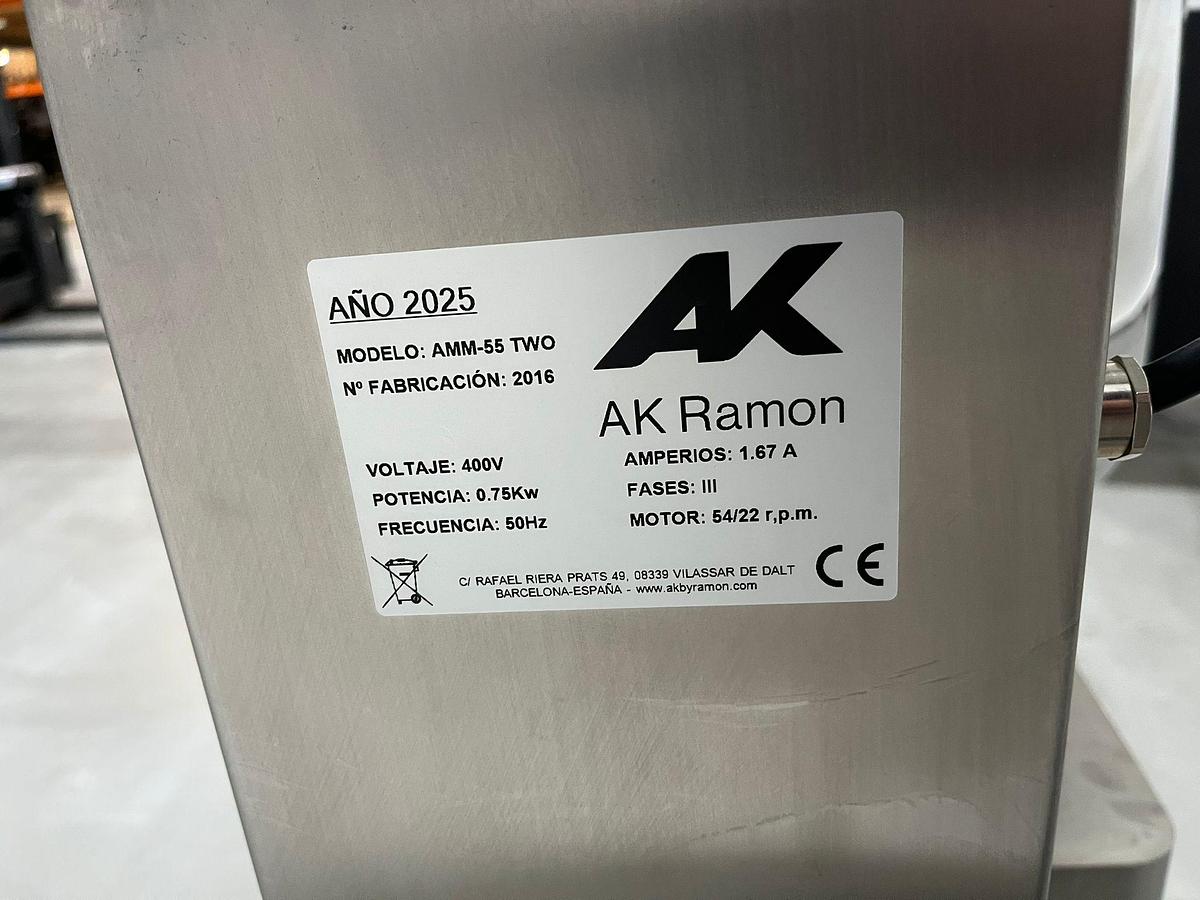 AÑO 2025
MODELO: AMM-55 TWO
Nº FABRICACIÓN: 2016
AK
AK Ramon
VOLTAJE: 400V
POTENCIA: 0.75Kw
FRECUENCIA: 50Hz
AMPERIOS: 1.67 A
FASES: III
MOTOR: 54/22 r,p.m.
C/ RAFAEL RIERA PRATS 49, 08339 VILASSAR DE DALT
BARCELONA-ESPAÑA - www.akbyramon.com
CE